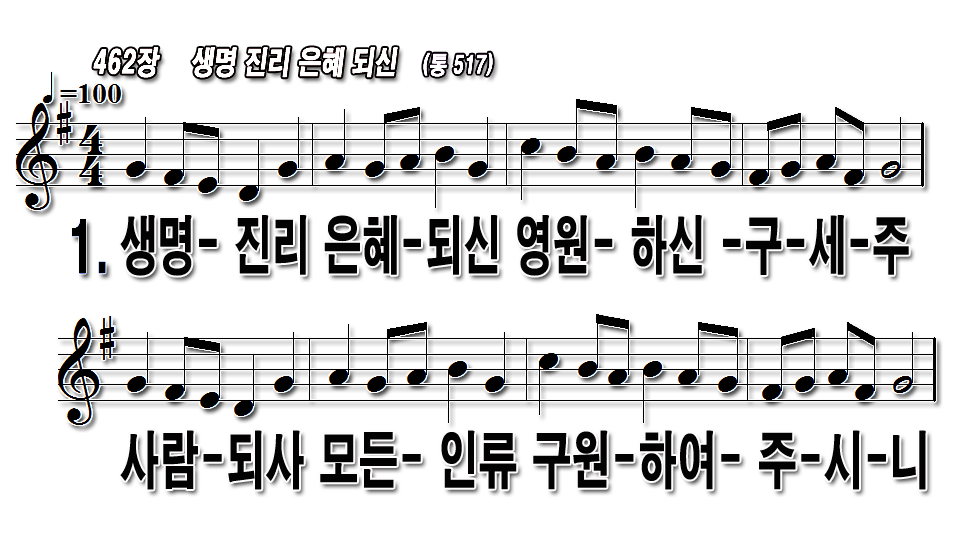 462장 생명 진리 은혜 되신 (통 517)
♩=100
4
4
1. 생명- 진리 은혜-되신 영원- 하신 -구-세-주
사람-되사 모든- 인류 구원-하여- 주-시-니